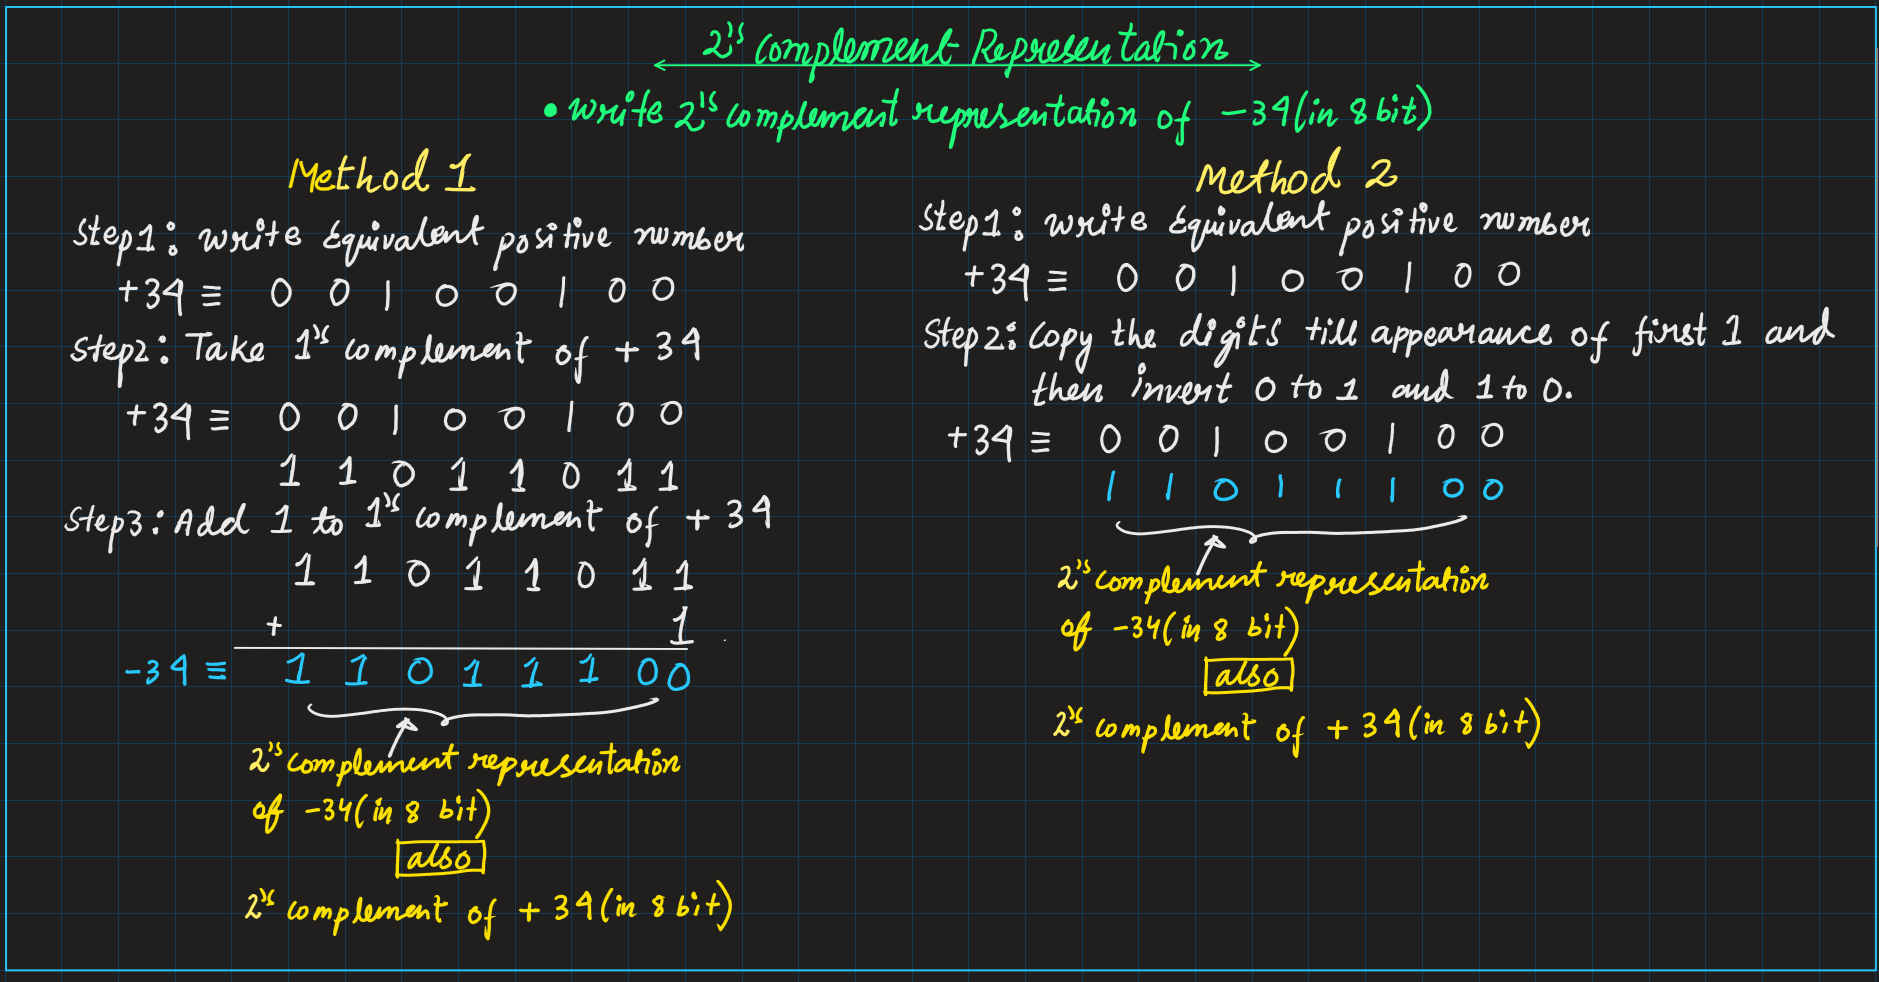 2's complement Representation
• write 2's complement representation of -34(in 8 bit)
Method 1
Step1: write Equivalent positive number
+34 ≡ 0 0 1 0 0 1 0 0
Step2: Take 1's complement of + 34
+34 ≡ 0 0 1 0 0 1 0 0
1 1 0 1 1 0 1 1
Step3: Add 1 to 1's complement of + 34
1 1 0 1 1 0 1 1
+ 1
-34 ≡ 1 1 0 1 1 1 0 0
2's complement representation
of -34(in 8 bit)
also
2's complement of + 34(in 8 bit)
Method 2
Step1: write Equivalent positive number
+34 ≡ 0 0 1 0 0 1 0 0
Step2: Copy the digits till appearance of first 1 and
then invert 0 to 1 and 1 to 0.
+34 ≡ 0 0 1 0 0 1 0 0
1 1 0 1 1 1 0 0
2's complement representation
of -34(in 8 bit)
also
2's complement of + 34(in 8 bit)